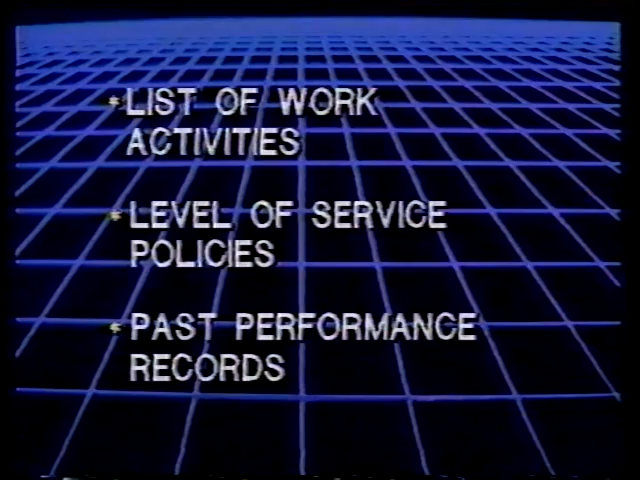 *LIST OF WORK
ACTIVITIES
*LEVEL OF SERVICE
POLICIES
*PAST PERFORMANCE
RECORDS